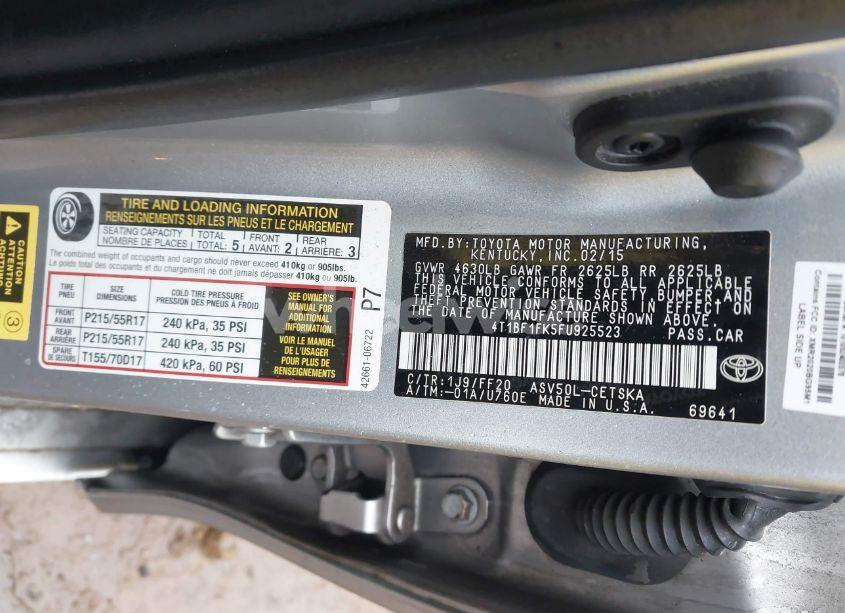 TIRE AND LOADING INFORMATION
RENSEIGNEMENTS SUR LES PNEUS ET LE CHARGEMENT
SEATING CAPACITY TOTAL FRONT REAR
NOMBRE DE PLACES TOTAL: 5 AVANT: 2 ARRIÈRE: 3
The combined weight of occupants and cargo should never exceed 410kg or 905lbs.
Le poids total des occupants et du chargement ne doit jamais dépasser 410kg ou 905lb.
TIRE PNEU SIZE DIMENSIONS COLD TIRE PRESSURE PRESSION DES PNEUS À FROID
FRONT AVANT P215/55R17 240 kPa, 35 PSI
REAR ARRIÈRE P215/55R17 240 kPa, 35 PSI
SPARE DE SECOURS T155/70D17 420 kPa, 60 PSI
SEE OWNER'S
MANUAL FOR
ADDITIONAL
INFORMATION
VOIR LE MANUEL
DE L'USAGER
POUR PLUS DE
RENSEIGNEMENTS
42661-06722 P7
MFD.BY:TOYOTA MOTOR MANUFACTURING,
KENTUCKY,INC.02/15
GVWR 4630LB GAWR FR 2625LB RR 2625LB
THIS VEHICLE CONFORMS TO ALL APPLICABLE
FEDERAL MOTOR VEHICLE SAFETY,BUMPER,AND
THEFT PREVENTION STANDARDS IN EFFECT ON
THE DATE OF MANUFACTURE SHOWN ABOVE.
4T1BF1FK5FU925523 PASS.CAR
C/TR:1J9/FF20 ASV50L-CETSKA
A/TM:-01A/U760E MADE IN U.S.A.
69641
TOYOTA
LABEL SIDE UP